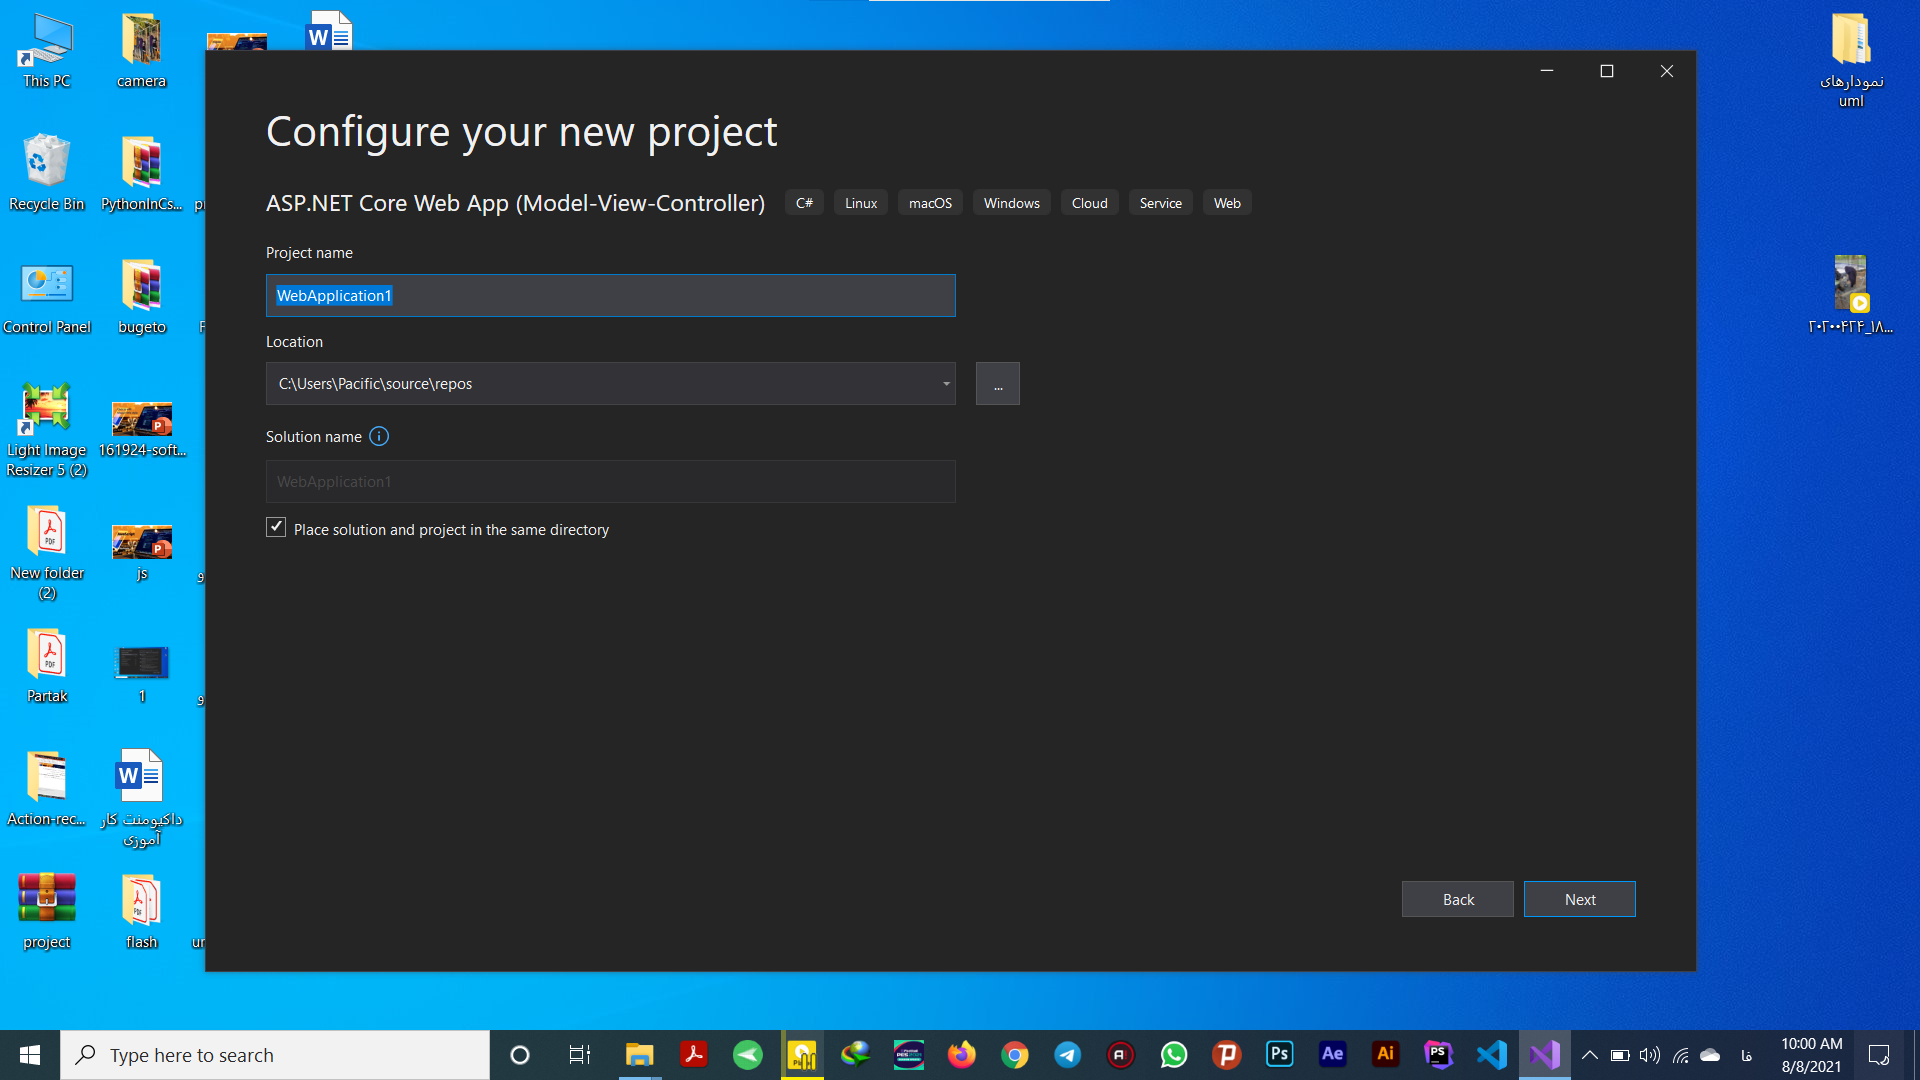 This PC
camera
Recycle Bin
PythonInCs...
Control Panel
bugeto
Light Image
Resizer 5 (2)
161924-soft...
New folder
(2)
js
Partak
1
Action-rec...
داکیومنت کار
آموزی
project
flash
نمودارهای
uml
Configure your new project
ASP.NET Core Web App (Model-View-Controller)
C#
Linux
macOS
Windows
Cloud
Service
Web
Project name
WebApplication1
Location
C:\Users\Pacific\source\repos
...
Solution name
WebApplication1
Place solution and project in the same directory
Back
Next
Type here to search
فا
10:00 AM
8/8/2021